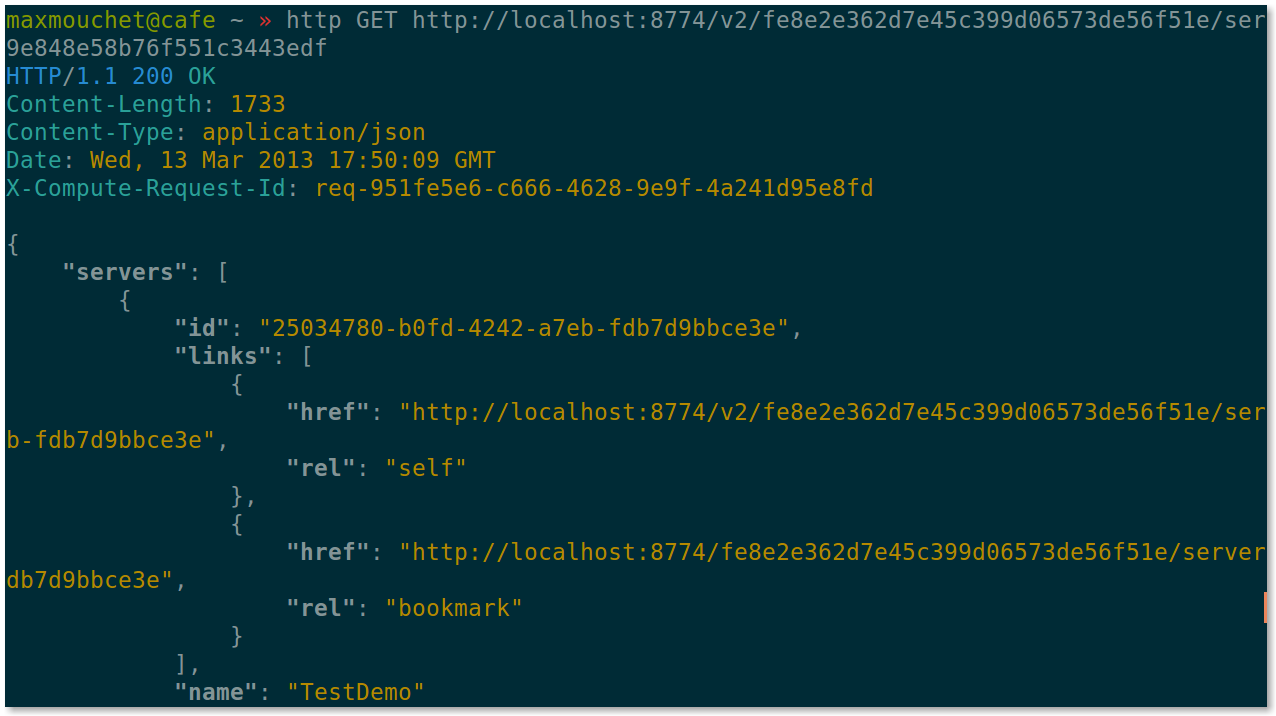 maxmouchet@cafe ~ » http GET http://localhost:8774/v2/fe8e2e362d7e45c399d06573de56f51e/ser
9e848e58b76f551c3443edf
HTTP/1.1 200 OK
Content-Length: 1733
Content-Type: application/json
Date: Wed, 13 Mar 2013 17:50:09 GMT
X-Compute-Request-Id: req-951fe5e6-c666-4628-9e9f-4a241d95e8fd
{
"servers": [
{
"id": "25034780-b0fd-4242-a7eb-fdb7d9bbce3e",
"links": [
{
"href": "http://localhost:8774/v2/fe8e2e362d7e45c399d06573de56f51e/ser
b-fdb7d9bbce3e",
"rel": "self"
},
{
"href": "http://localhost:8774/fe8e2e362d7e45c399d06573de56f51e/server
db7d9bbce3e",
"rel": "bookmark"
}
],
"name": "TestDemo"